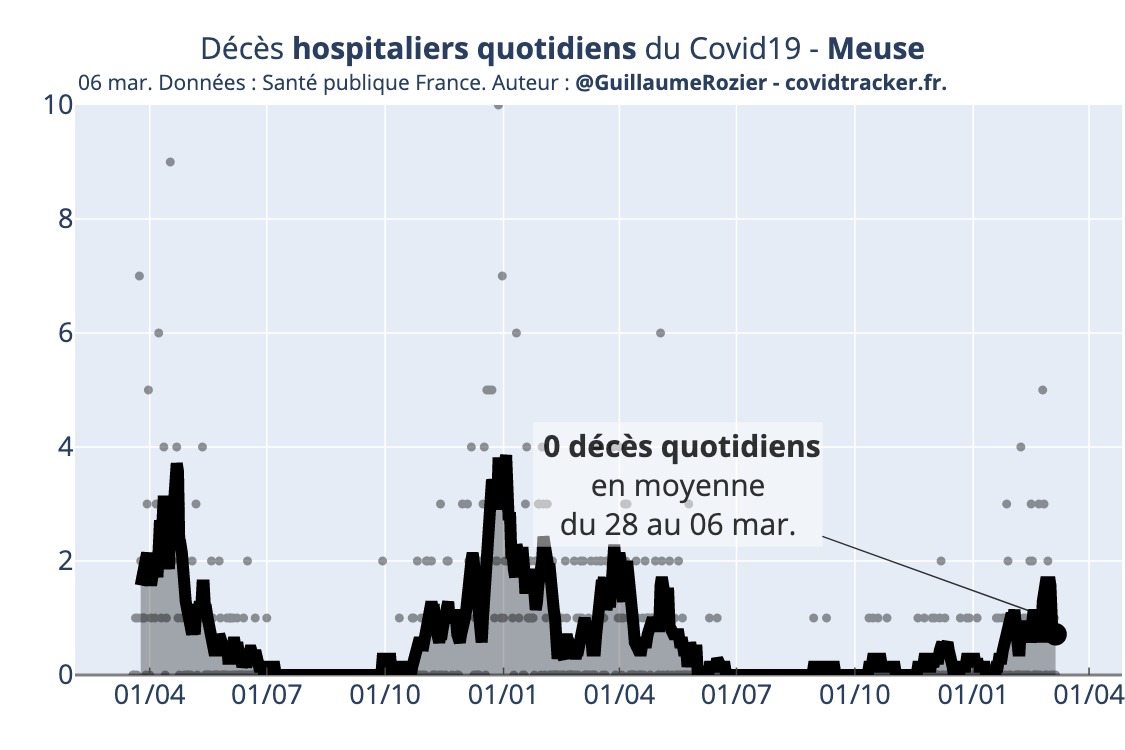 Décès hospitaliers quotidiens du Covid19 - Meuse
06 mar. Données : Santé publique France. Auteur : @GuillaumeRozier - covidtracker.fr.
10
8
6
4
2
0
0 décès quotidiens
en moyenne
du 28 au 06 mar.
01/04 01/07 01/10 01/01 01/04 01/07 01/10 01/01 01/04